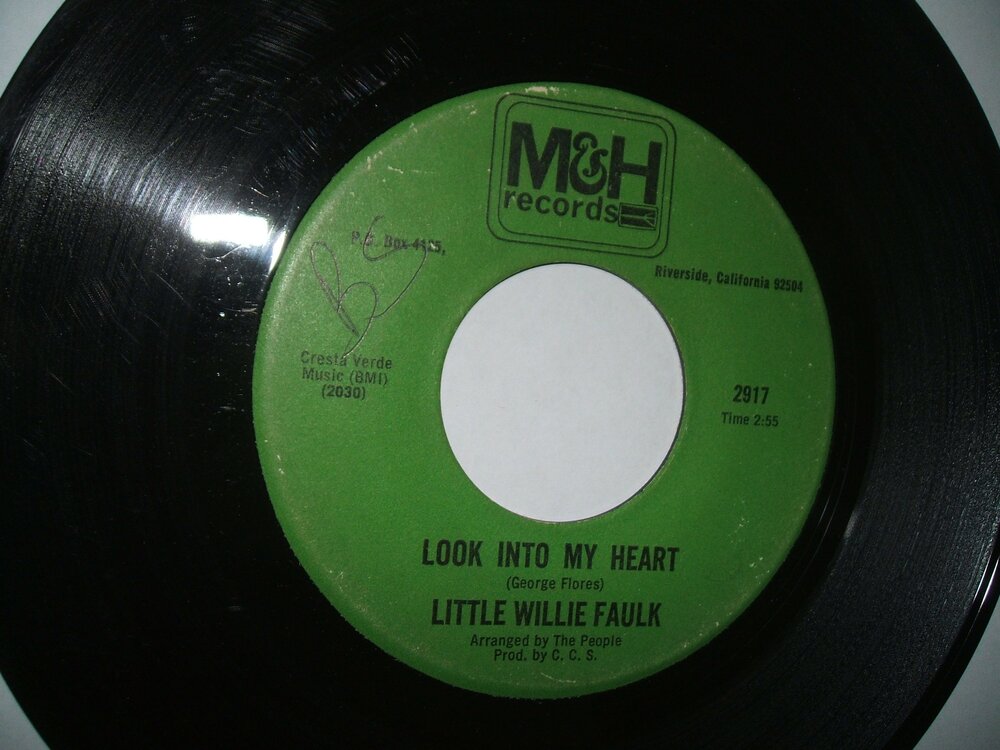 M&H
records
P.O. Box 4425,
Riverside, California 92504
Cresta Verde
Music (BMI)
(2030)
2917
Time 2:55
LOOK INTO MY HEART
(George Flores)
LITTLE WILLIE FAULK
Arranged by The People
Prod. by C. C. S.